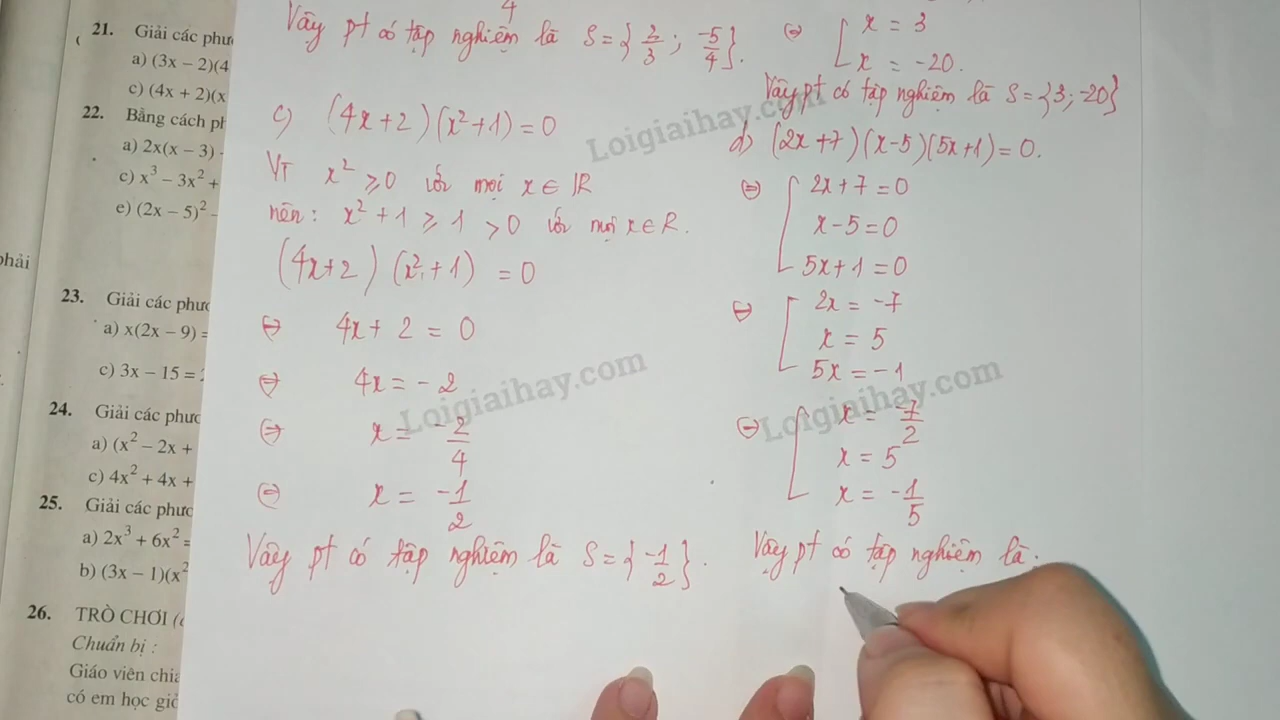 21. Giải các phư
a) (3x – 2)(4
c) (4x + 2)(x
22. Bằng cách ph
a) 2x(x – 3)
c) x³ – 3x² +
e) (2x – 5)² –
phải
23. Giải các phươ
a) x(2x – 9) =
c) 3x – 15 =
24. Giải các phươ
a) (x² – 2x +
c) 4x² + 4x +
25. Giải các phươ
a) 2x³ + 6x² =
b) (3x – 1)(x²
26. TRÒ CHƠI (
Chuẩn bị :
Giáo viên chia
có em học giỏ
4
Vậy pt có tập nghiệm là S = {2/3 ; -5/4}.
c) (4x+2)(x²+1)=0
Vì x² ≥ 0 với mọi x ∈ R
nên: x²+1 ≥ 1 > 0 với mọi x ∈ R.
(4x+2)(x²+1) = 0
⇔ 4x + 2 = 0
⇔ 4x = -2
⇔ x = -2/4
⇔ x = -1/2
Vậy pt có tập nghiệm là S = {-1/2}.
⇔ [ x = 3
x = -20.
Vậy pt có tập nghiệm là S = {3; -20}
d) (2x+7)(x-5)(5x+1)=0.
⇔ [ 2x+7=0
x-5=0
5x+1=0
⇔ [ 2x = -7
x = 5
5x = -1
⇔ [ x = -7/2
x = 5
x = -1/5
Vậy pt có tập nghiệm là:
Loigiaihay.com
Loigiaihay.com
Loigiaihay.com